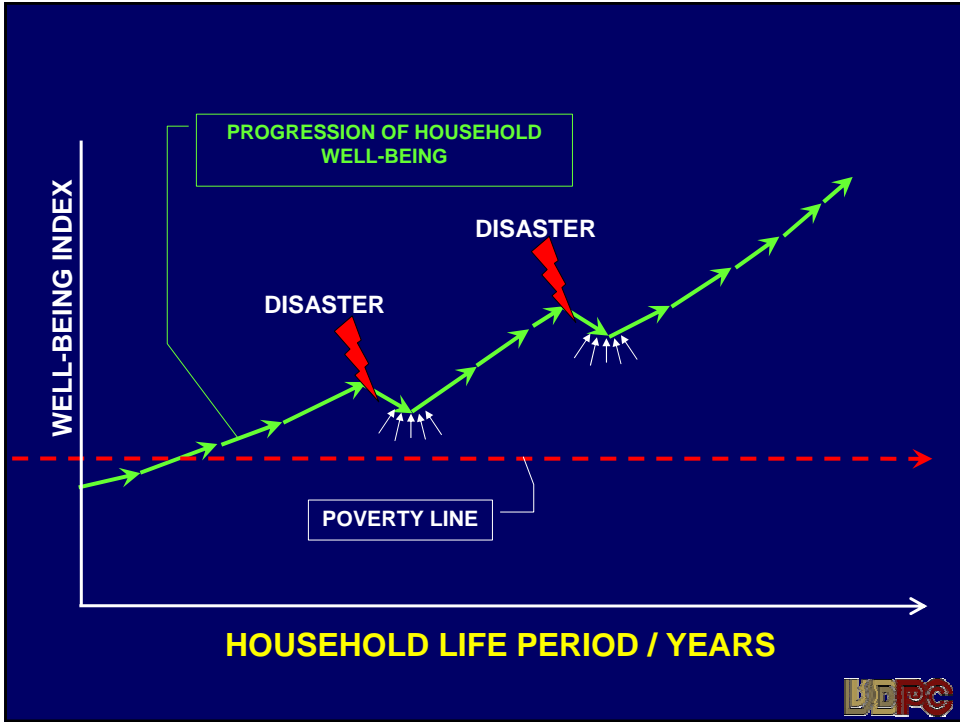 PROGRESSION OF HOUSEHOLD
WELL-BEING
DISASTER
DISASTER
WELL-BEING INDEX
POVERTY LINE
HOUSEHOLD LIFE PERIOD / YEARS